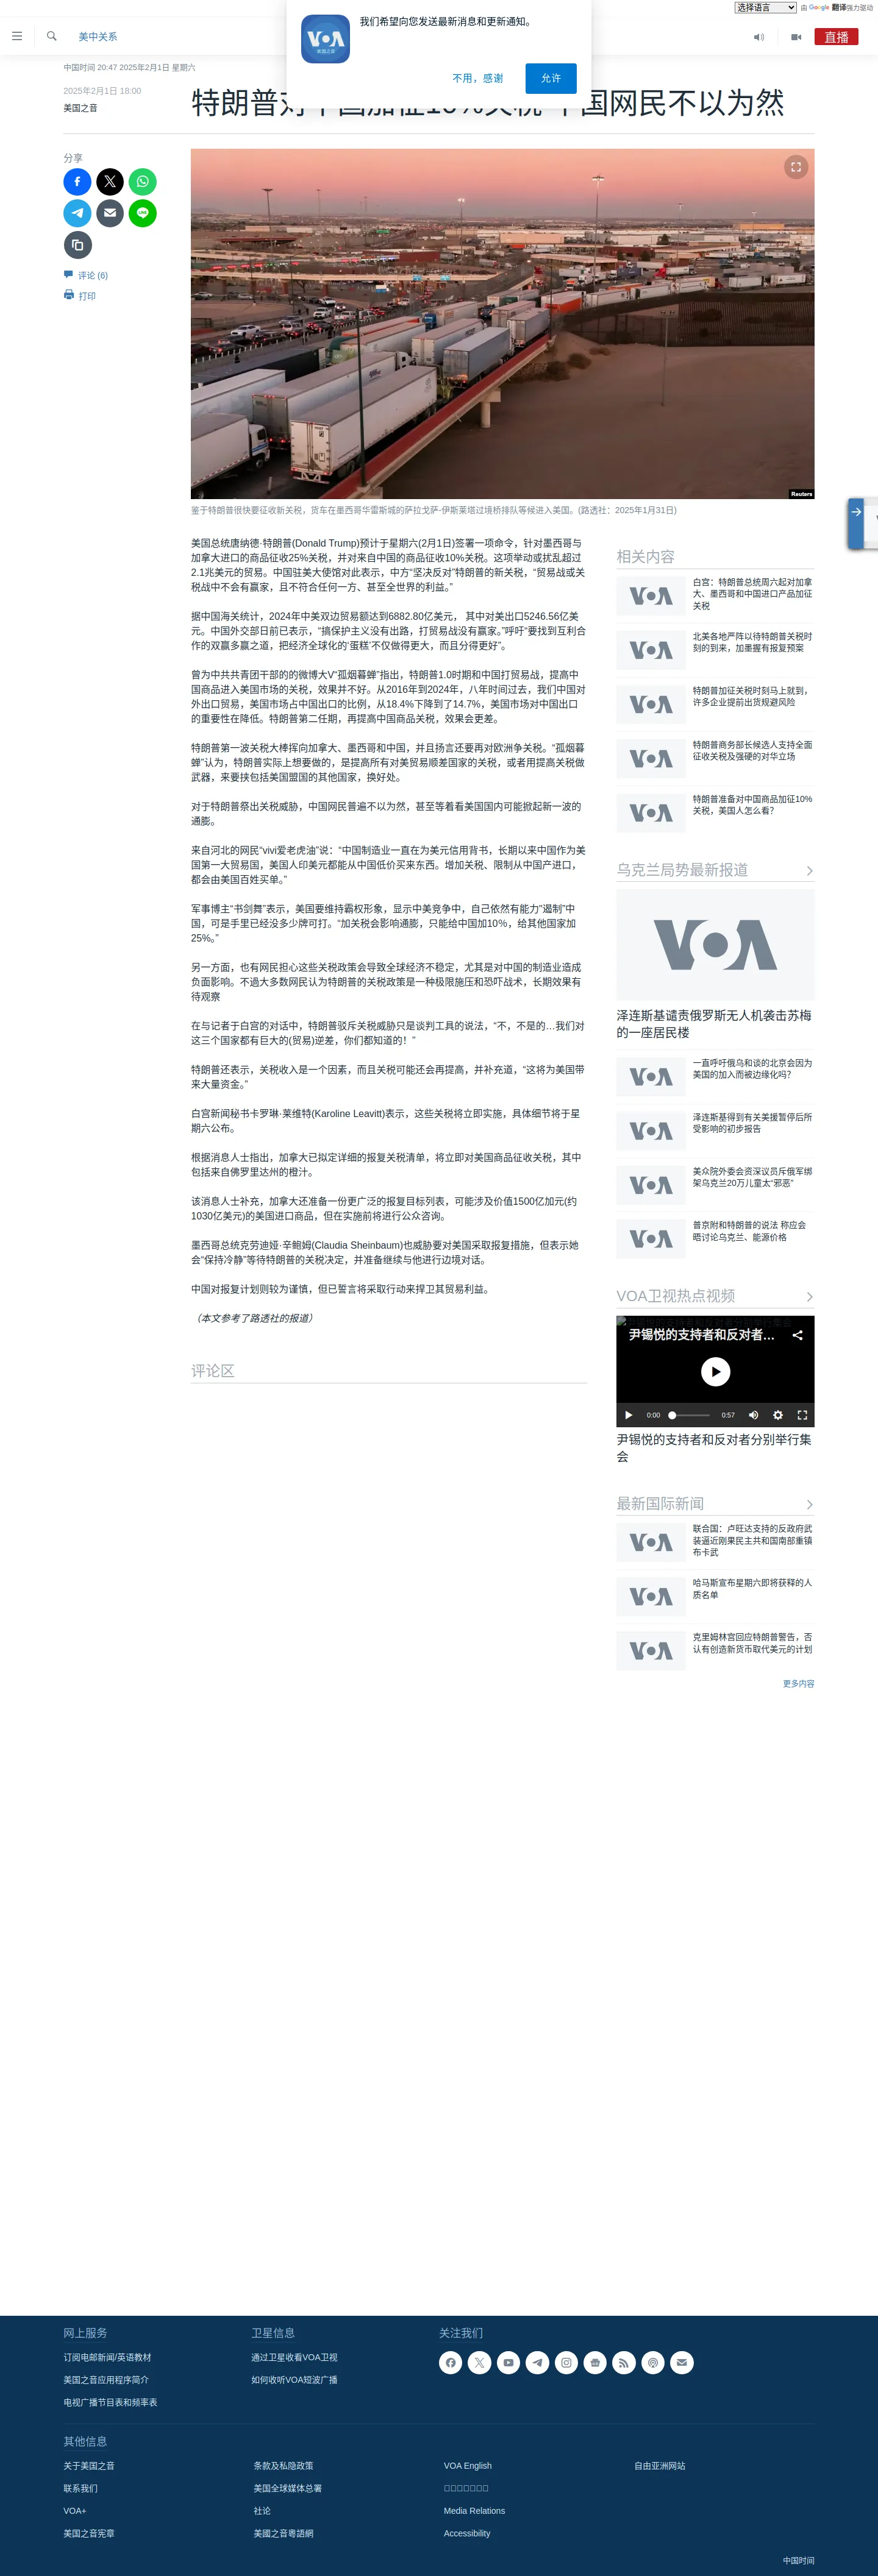 选择语言 由 Google 翻译强力驱动
我们希望向您发送最新消息和更新通知。
不用，感谢 允许
美中关系
直播
中国时间 20:47 2025年2月1日 星期六
2025年2月1日 18:00
美国之音
特朗普对中国加征10%关税 中国网民不以为然
分享
评论 (6)
打印
Reuters
鉴于特朗普很快要征收新关税，货车在墨西哥华雷斯城的萨拉戈萨-伊斯莱塔过境桥排队等候进入美国。(路透社：2025年1月31日)
美国总统唐纳德·特朗普(Donald Trump)预计于星期六(2月1日)签署一项命令，针对墨西哥与
加拿大进口的商品征收25%关税，并对来自中国的商品征收10%关税。这项举动或扰乱超过
2.1兆美元的贸易。中国驻美大使馆对此表示，中方“坚决反对”特朗普的新关税，“贸易战或关
税战中不会有赢家，且不符合任何一方、甚至全世界的利益。”
据中国海关统计，2024年中美双边贸易额达到6882.80亿美元， 其中对美出口5246.56亿美
元。中国外交部日前已表示，“搞保护主义没有出路，打贸易战没有赢家。”呼吁“要找到互利合
作的双赢多赢之道，把经济全球化的‘蛋糕’不仅做得更大，而且分得更好”。
曾为中共共青团干部的的微博大V“孤烟暮蝉”指出，特朗普1.0时期和中国打贸易战，提高中
国商品进入美国市场的关税，效果并不好。从2016年到2024年，八年时间过去，我们中国对
外出口贸易，美国市场占中国出口的比例，从18.4%下降到了14.7%，美国市场对中国出口
的重要性在降低。特朗普第二任期，再提高中国商品关税，效果会更差。
特朗普第一波关税大棒挥向加拿大、墨西哥和中国，并且扬言还要再对欧洲争关税。“孤烟暮
蝉”认为，特朗普实际上想要做的，是提高所有对美贸易顺差国家的关税，或者用提高关税做
武器，来要挟包括美国盟国的其他国家，换好处。
对于特朗普祭出关税威胁，中国网民普遍不以为然，甚至等着看美国国内可能掀起新一波的
通膨。
来自河北的网民“vivi爱老虎油”说：“中国制造业一直在为美元信用背书，长期以来中国作为美
国第一大贸易国，美国人印美元都能从中国低价买来东西。增加关税、限制从中国产进口，
都会由美国百姓买单。”
军事博主“书剑舞”表示，美国要维持霸权形象，显示中美竞争中，自己依然有能力"遏制"中
国，可是手里已经没多少牌可打。“加关税会影响通膨，只能给中国加10%，给其他国家加
25%。”
另一方面，也有网民担心这些关税政策会导致全球经济不稳定，尤其是对中国的制造业造成
负面影响。不過大多数网民认为特朗普的关税政策是一种极限施压和恐吓战术，长期效果有
待观察
在与记者于白宫的对话中，特朗普驳斥关税威胁只是谈判工具的说法，“不，不是的…我们对
这三个国家都有巨大的(贸易)逆差，你们都知道的！”
特朗普还表示，关税收入是一个因素，而且关税可能还会再提高，并补充道，“这将为美国带
来大量资金。”
白宫新闻秘书卡罗琳·莱维特(Karoline Leavitt)表示，这些关税将立即实施，具体细节将于星
期六公布。
根据消息人士指出，加拿大已拟定详细的报复关税清单，将立即对美国商品征收关税，其中
包括来自佛罗里达州的橙汁。
该消息人士补充，加拿大还准备一份更广泛的报复目标列表，可能涉及价值1500亿加元(约
1030亿美元)的美国进口商品，但在实施前将进行公众咨询。
墨西哥总统克劳迪娅·辛鲍姆(Claudia Sheinbaum)也威胁要对美国采取报复措施，但表示她
会“保持冷静”等待特朗普的关税决定，并准备继续与他进行边境对话。
中国对报复计划则较为谨慎，但已誓言将采取行动来捍卫其贸易利益。
（本文参考了路透社的报道）
评论区
相关内容
白宫：特朗普总统周六起对加拿
大、墨西哥和中国进口产品加征
关税
北美各地严阵以待特朗普关税时
刻的到来，加墨握有报复预案
特朗普加征关税时刻马上就到，
许多企业提前出货规避风险
特朗普商务部长候选人支持全面
征收关税及强硬的对华立场
特朗普准备对中国商品加征10%
关税，美国人怎么看？
乌克兰局势最新报道
VOA
泽连斯基谴责俄罗斯无人机袭击苏梅
的一座居民楼
一直呼吁俄乌和谈的北京会因为
美国的加入而被边缘化吗？
泽连斯基得到有关美援暂停后所
受影响的初步报告
美众院外委会资深议员斥俄军绑
架乌克兰20万儿童太“邪恶”
普京附和特朗普的说法 称应会
晤讨论乌克兰、能源价格
VOA卫视热点视频
尹锡悦的支持者和反对者...
0:00 0:57
尹锡悦的支持者和反对者分别举行集
会
最新国际新闻
联合国：卢旺达支持的反政府武
装逼近刚果民主共和国南部重镇
布卡武
哈马斯宣布星期六即将获释的人
质名单
克里姆林宫回应特朗普警告，否
认有创造新货币取代美元的计划
更多内容
网上服务 卫星信息 关注我们
订阅电邮新闻/英语教材 通过卫星收看VOA卫视
美国之音应用程序简介 如何收听VOA短波广播
电视广播节目表和频率表
其他信息
关于美国之音 条款及私隐政策 VOA English 自由亚洲网站
联系我们 美国全球媒体总署
VOA+ 社论 Media Relations
美国之音宪章 美國之音粵語網 Accessibility
中国时间